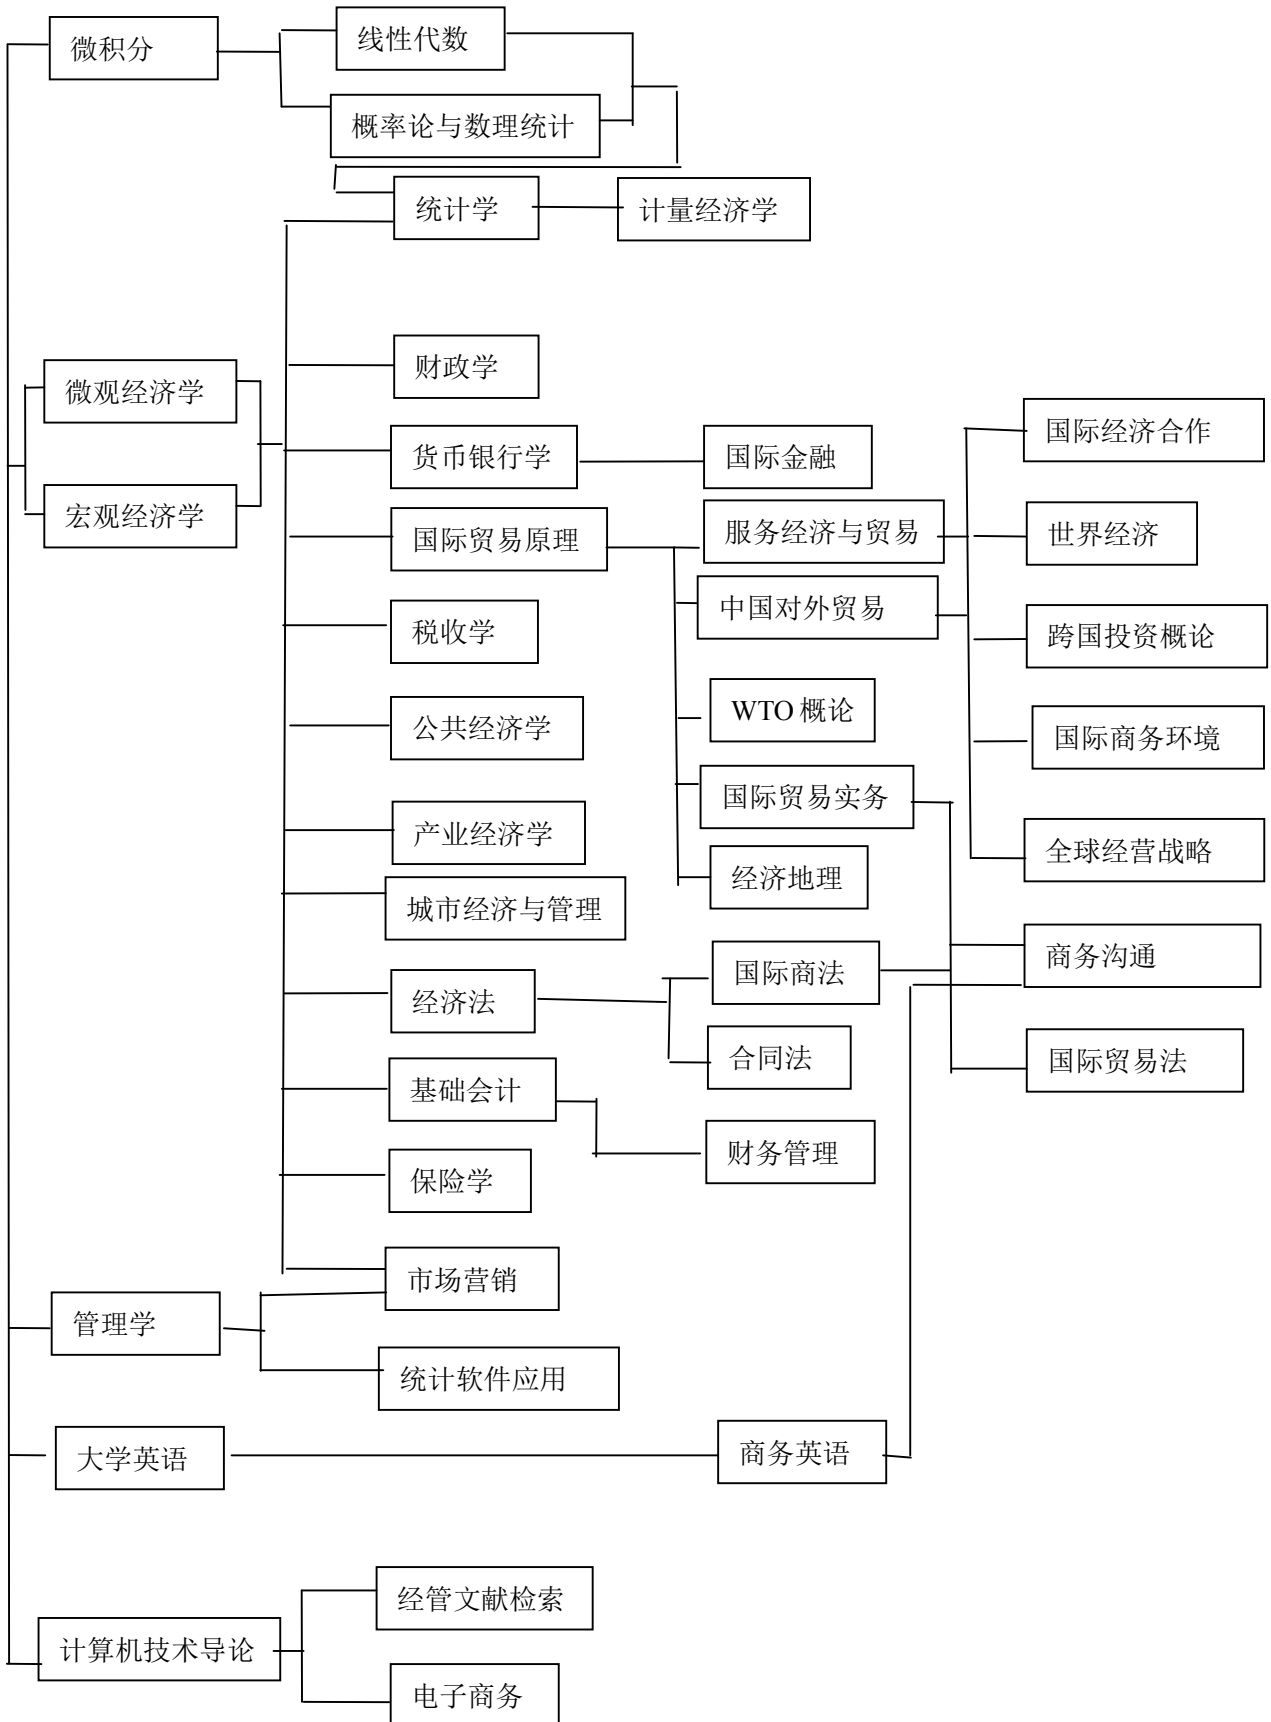 微积分
线性代数
概率论与数理统计
统计学
计量经济学
财政学
微观经济学
国际经济合作
货币银行学
国际金融
宏观经济学
国际贸易原理
服务经济与贸易
世界经济
中国对外贸易
税收学
跨国投资概论
WTO 概论
公共经济学
国际商务环境
国际贸易实务
产业经济学
全球经营战略
经济地理
城市经济与管理
国际商法
商务沟通
经济法
合同法
国际贸易法
基础会计
财务管理
保险学
市场营销
管理学
统计软件应用
大学英语
商务英语
经管文献检索
计算机技术导论
电子商务